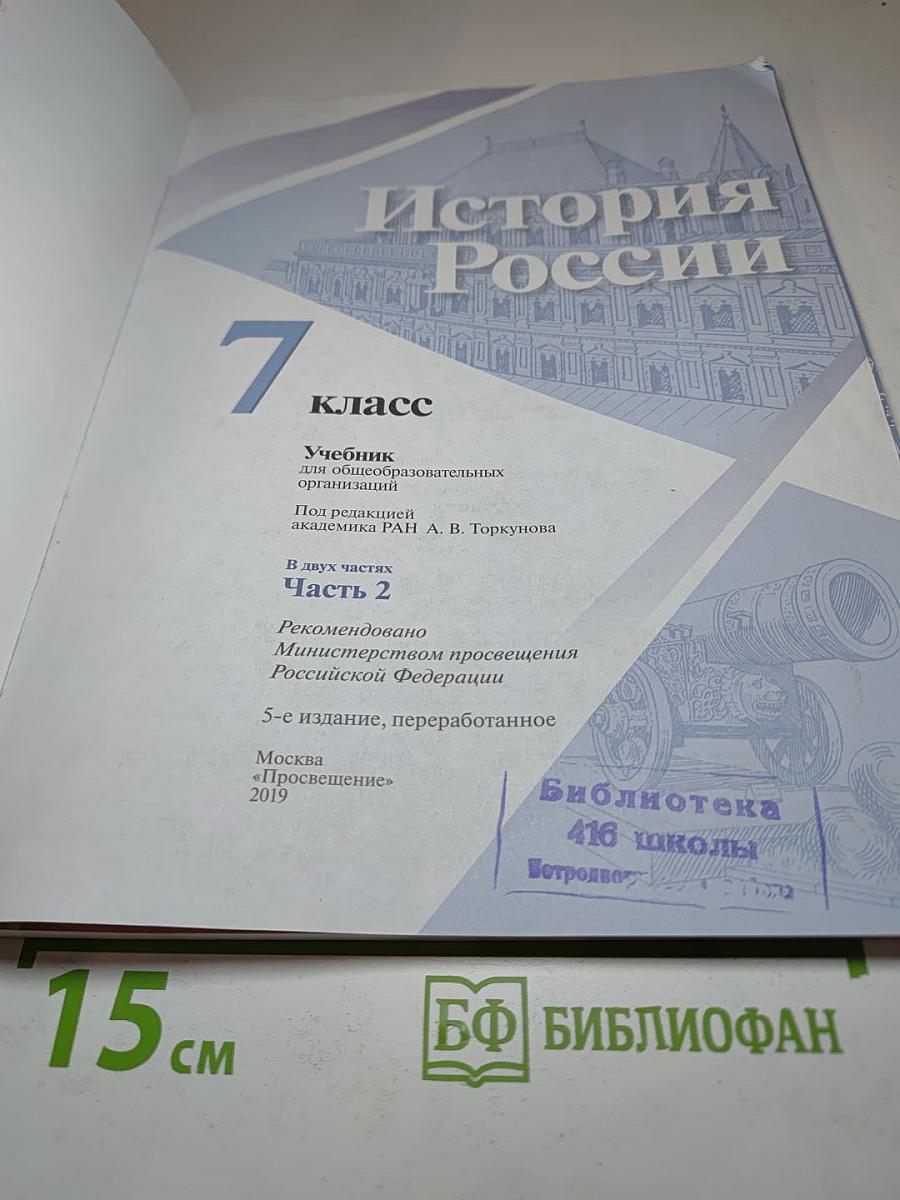 История
России
7
класс
Учебник
для общеобразовательных
организаций
Под редакцией
академика РАН А. В. Торкунова
В двух частях
Часть 2
Рекомендовано
Министерством просвещения
Российской Федерации
5-е издание, переработанное
Москва
«Просвещение»
2019
Библиотека
416 школы
15 см
БФ БИБЛИОФАН